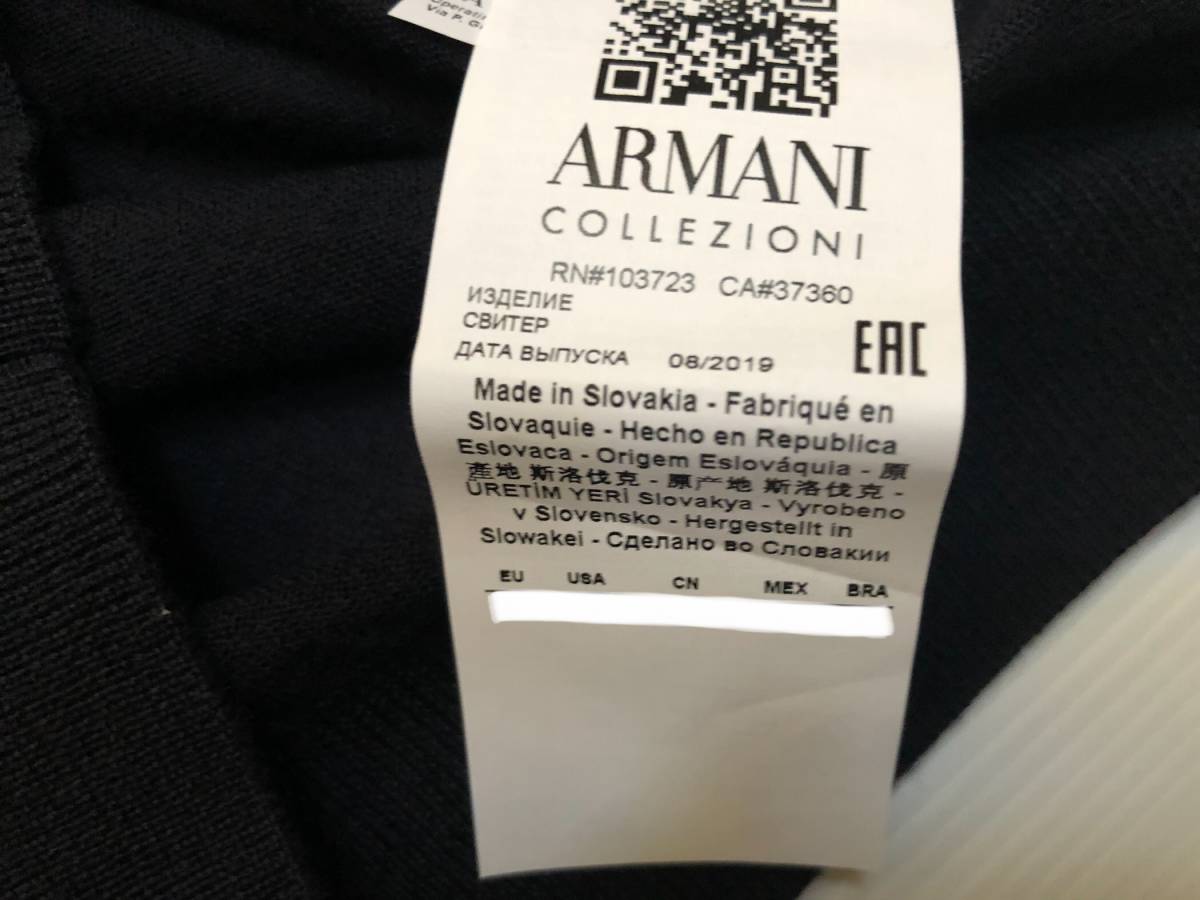 Operati
Via P. G
ARMANI
COLLEZIONI
RN#103723 CA#37360
ИЗДЕЛИЕ
СВИТЕР
ДАТА ВЫПУСКА 08/2019
EAC
Made in Slovakia - Fabriqué en
Slovaquie - Hecho en Republica
Eslovaca - Origem Eslováquia - 原
產地 斯洛伐克 - 原产地 斯洛伐克 -
ÜRETİM YERİ Slovakya - Vyrobeno
v Slovensko - Hergestellt in
Slowakei - Сделано во Словакии
EU USA CN MEX BRA